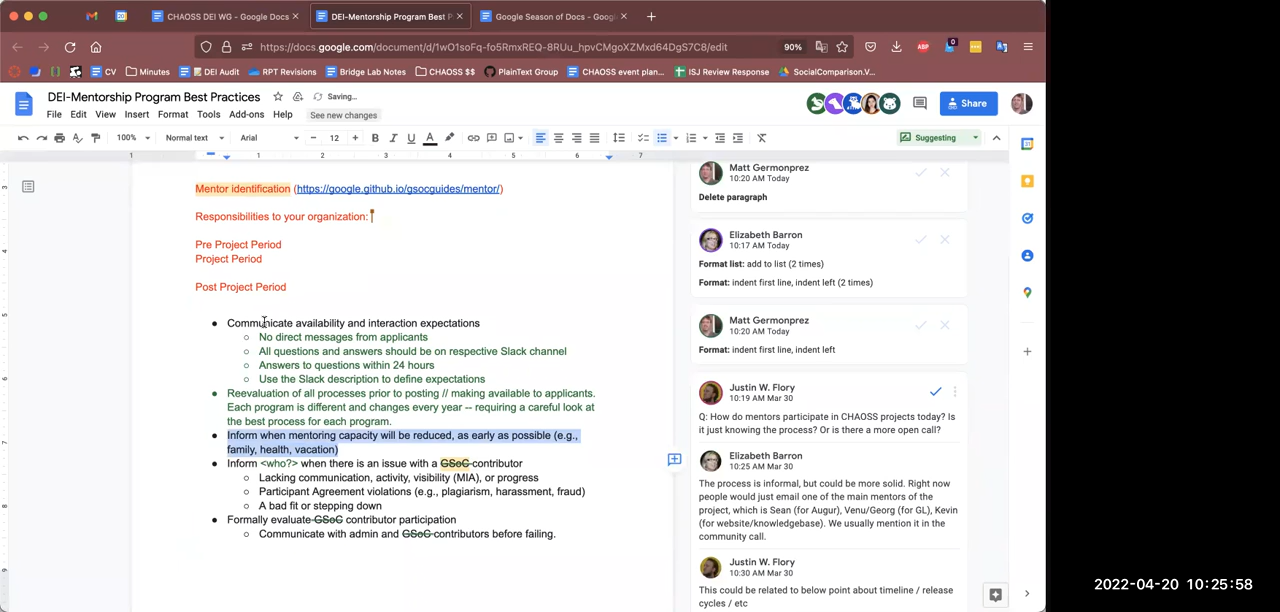 CHAOSS DEI WG - Google Docs
DEI-Mentorship Program Best P
Google Season of Docs - Goog
https://docs.google.com/document/d/1wO1soFq-fo5RmxREQ-8RUu_hpvCMgoXZMxd64DgS7C8/edit
90%
ABP
0
CV
Minutes
DEI Audit
RPT Revisions
Bridge Lab Notes
CHAOSS $$
PlainText Group
CHAOSS event plan...
ISJ Review Response
SocialComparison.V...
DEI-Mentorship Program Best Practices
Saving...
File Edit View Insert Format Tools Add-ons Help
See new changes
Share
100%
Normal text
Arial
12
B I U A
Suggesting
1 1 2 3 4 5 6 7
Mentor identification (https://google.github.io/gsocguides/mentor/)
Responsibilities to your organization:
Pre Project Period
Project Period
Post Project Period
Communicate availability and interaction expectations
No direct messages from applicants
All questions and answers should be on respective Slack channel
Answers to questions within 24 hours
Use the Slack description to define expectations
Reevaluation of all processes prior to posting // making available to applicants.
Each program is different and changes every year -- requiring a careful look at
the best process for each program.
Inform when mentoring capacity will be reduced, as early as possible (e.g.,
family, health, vacation)
Inform <who?> when there is an issue with a GSoC contributor
Lacking communication, activity, visibility (MIA), or progress
Participant Agreement violations (e.g., plagiarism, harassment, fraud)
A bad fit or stepping down
Formally evaluate GSoC contributor participation
Communicate with admin and GSoC contributors before failing.
Matt Germonprez
10:20 AM Today
Delete paragraph
Elizabeth Barron
10:17 AM Today
Format list: add to list (2 times)
Format: indent first line, indent left (2 times)
Matt Germonprez
10:20 AM Today
Format: indent first line, indent left
Justin W. Flory
10:19 AM Mar 30
Q: How do mentors participate in CHAOSS projects today? Is
it just knowing the process? Or is there a more open call?
Elizabeth Barron
10:25 AM Mar 30
The process is informal, but could be more solid. Right now
people would just email one of the main mentors of the
project, which is Sean (for Augur), Venu/Georg (for GL), Kevin
(for website/knowledgebase). We usually mention it in the
community call.
Justin W. Flory
10:30 AM Mar 30
This could be related to below point about timeline / release
cycles / etc
2022-04-20 10:25:58